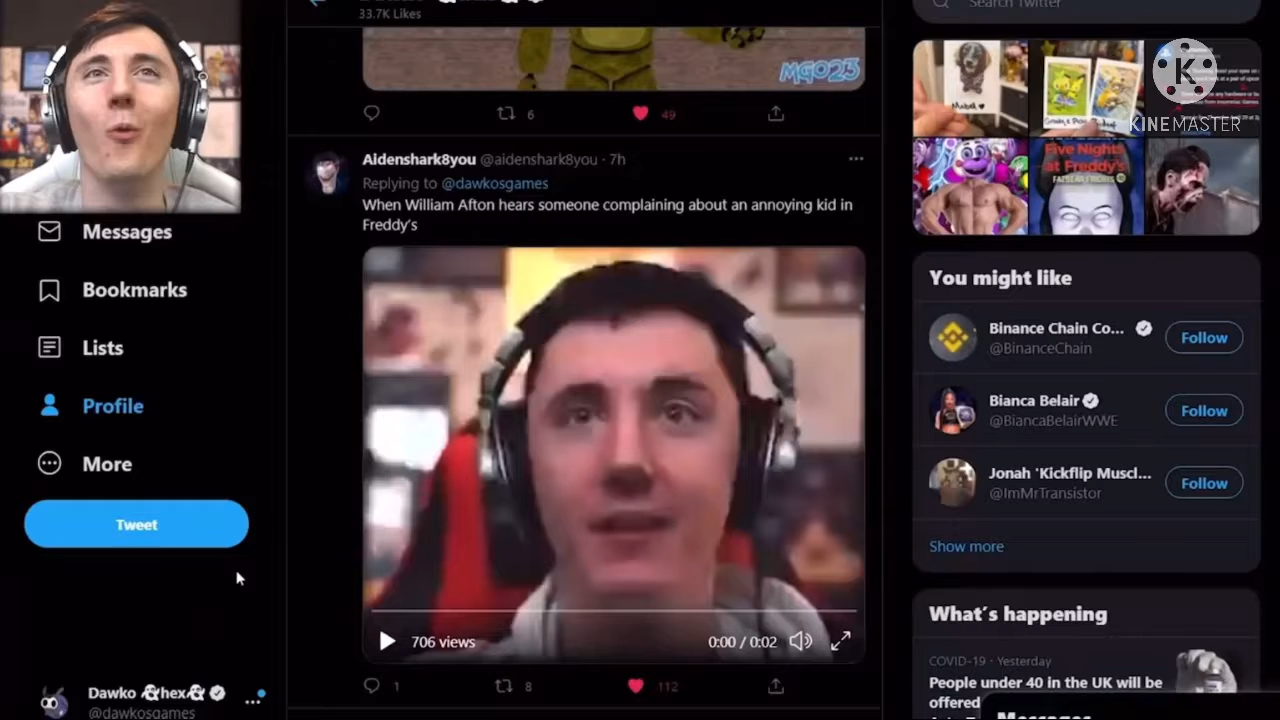 33.7K Likes
Search Twitter
MGO23
6
49
KINEMASTER
Aidenshark8you @aidenshark8you · 7h
Replying to @dawkosgames
When William Afton hears someone complaining about an annoying kid in
Freddy's
706 views
0:00 / 0:02
1
8
112
Messages
Bookmarks
Lists
Profile
More
Tweet
Dawko hex
@dawkosgames
Five Nights
at Freddy's
You might like
Binance Chain Co...
@BinanceChain
Follow
Bianca Belair
@BiancaBelairWWE
Follow
Jonah 'Kickflip Muscl...
@ImMrTransistor
Follow
Show more
What's happening
COVID-19 · Yesterday
People under 40 in the UK will be
offered
Messages